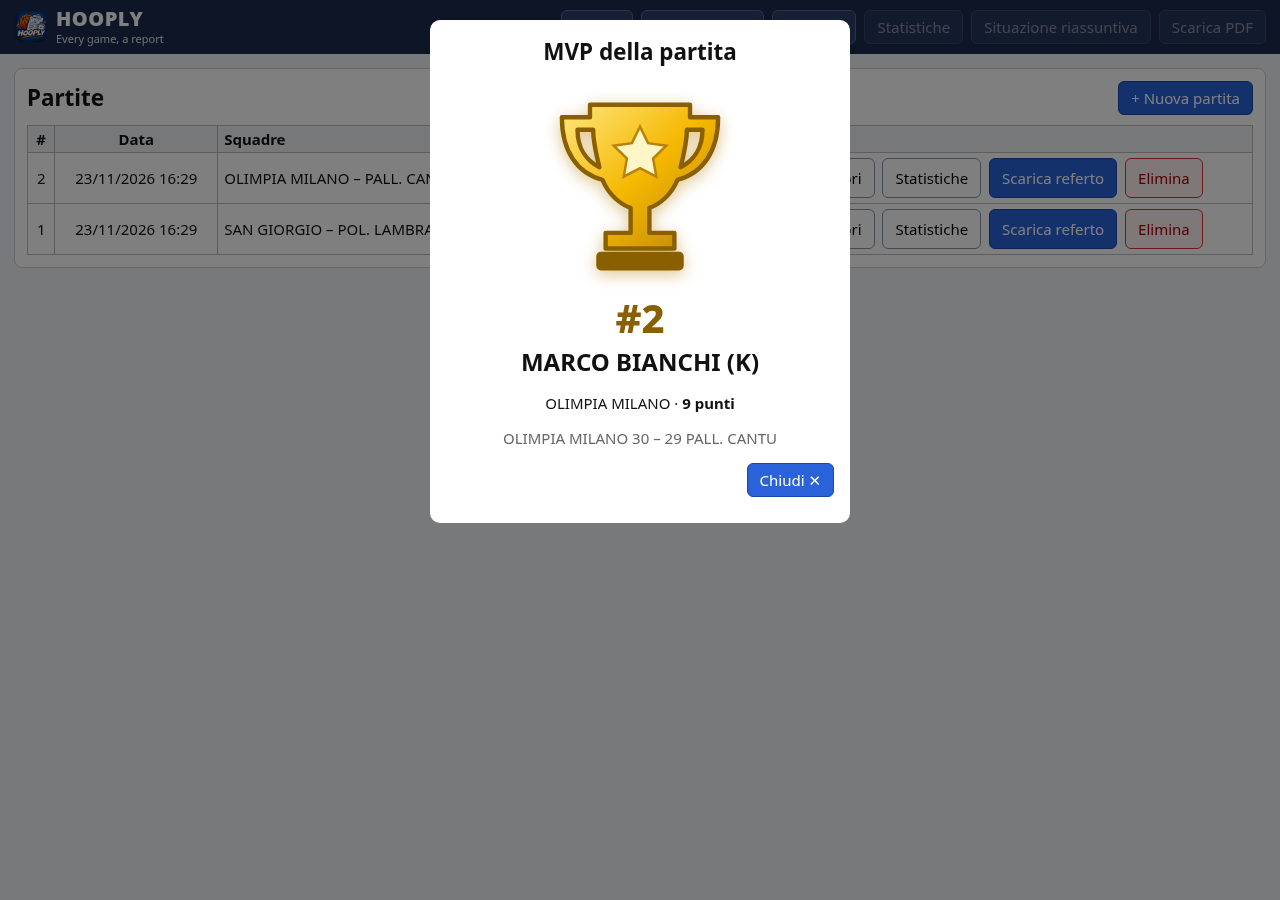 HOOPLY
Every game, a report
Statistiche
Situazione riassuntiva
Scarica PDF
Partite
+ Nuova partita
# Data Squadre
2 23/11/2026 16:29 OLIMPIA MILANO – PALL.
Statistiche
Scarica referto
Elimina
1 23/11/2026 16:29 SAN GIORGIO – POL.
Statistiche
Scarica referto
Elimina
MVP della partita
#2
MARCO BIANCHI (K)
OLIMPIA MILANO · 9 punti
OLIMPIA MILANO 30 – 29 PALL. CANTU
Chiudi ✕